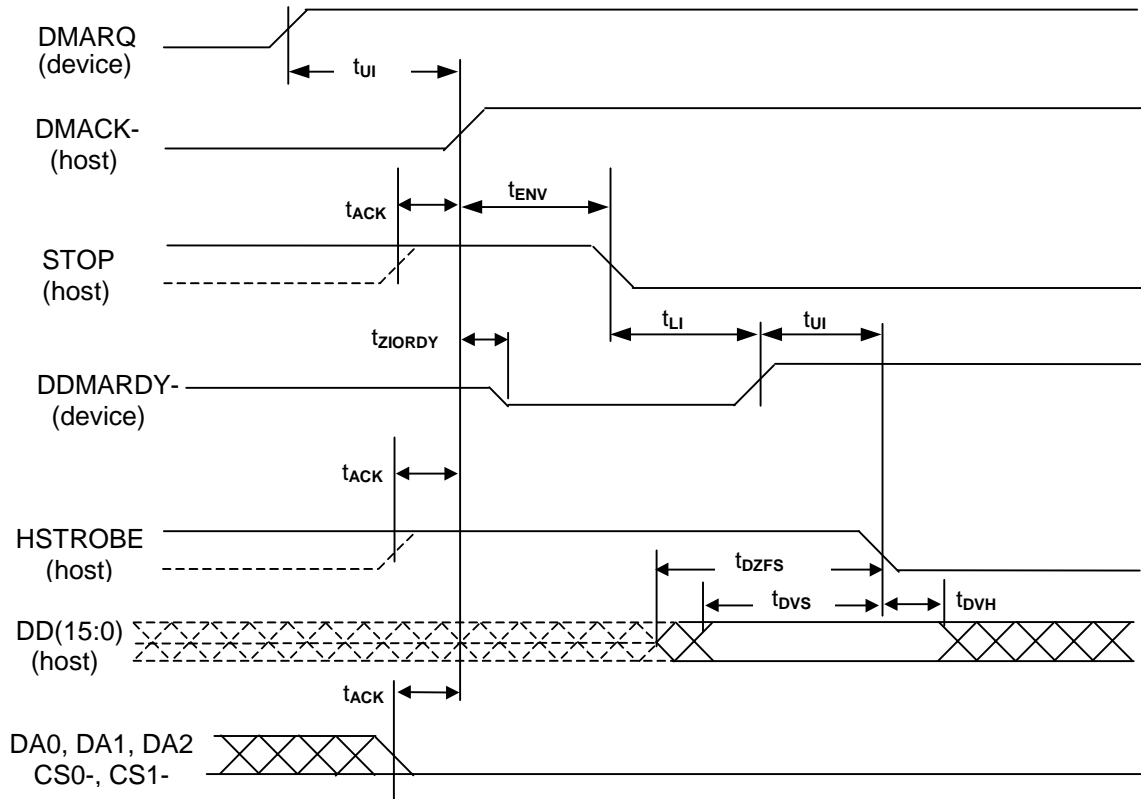 DMARQ
(device)
tUI
DMACK-
(host)
tACK
tENV
STOP
(host)
tZIORDY
tLI
tUI
DDMARDY-
(device)
tACK
HSTROBE
(host)
tDZFS
tDVS
tDVH
DD(15:0)
(host)
tACK
DA0, DA1, DA2
CS0-, CS1-